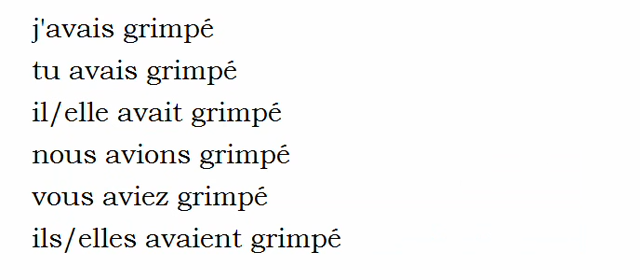 j'avais grimpé
tu avais grimpé
il/elle avait grimpé
nous avions grimpé
vous aviez grimpé
ils/elles avaient grimpé